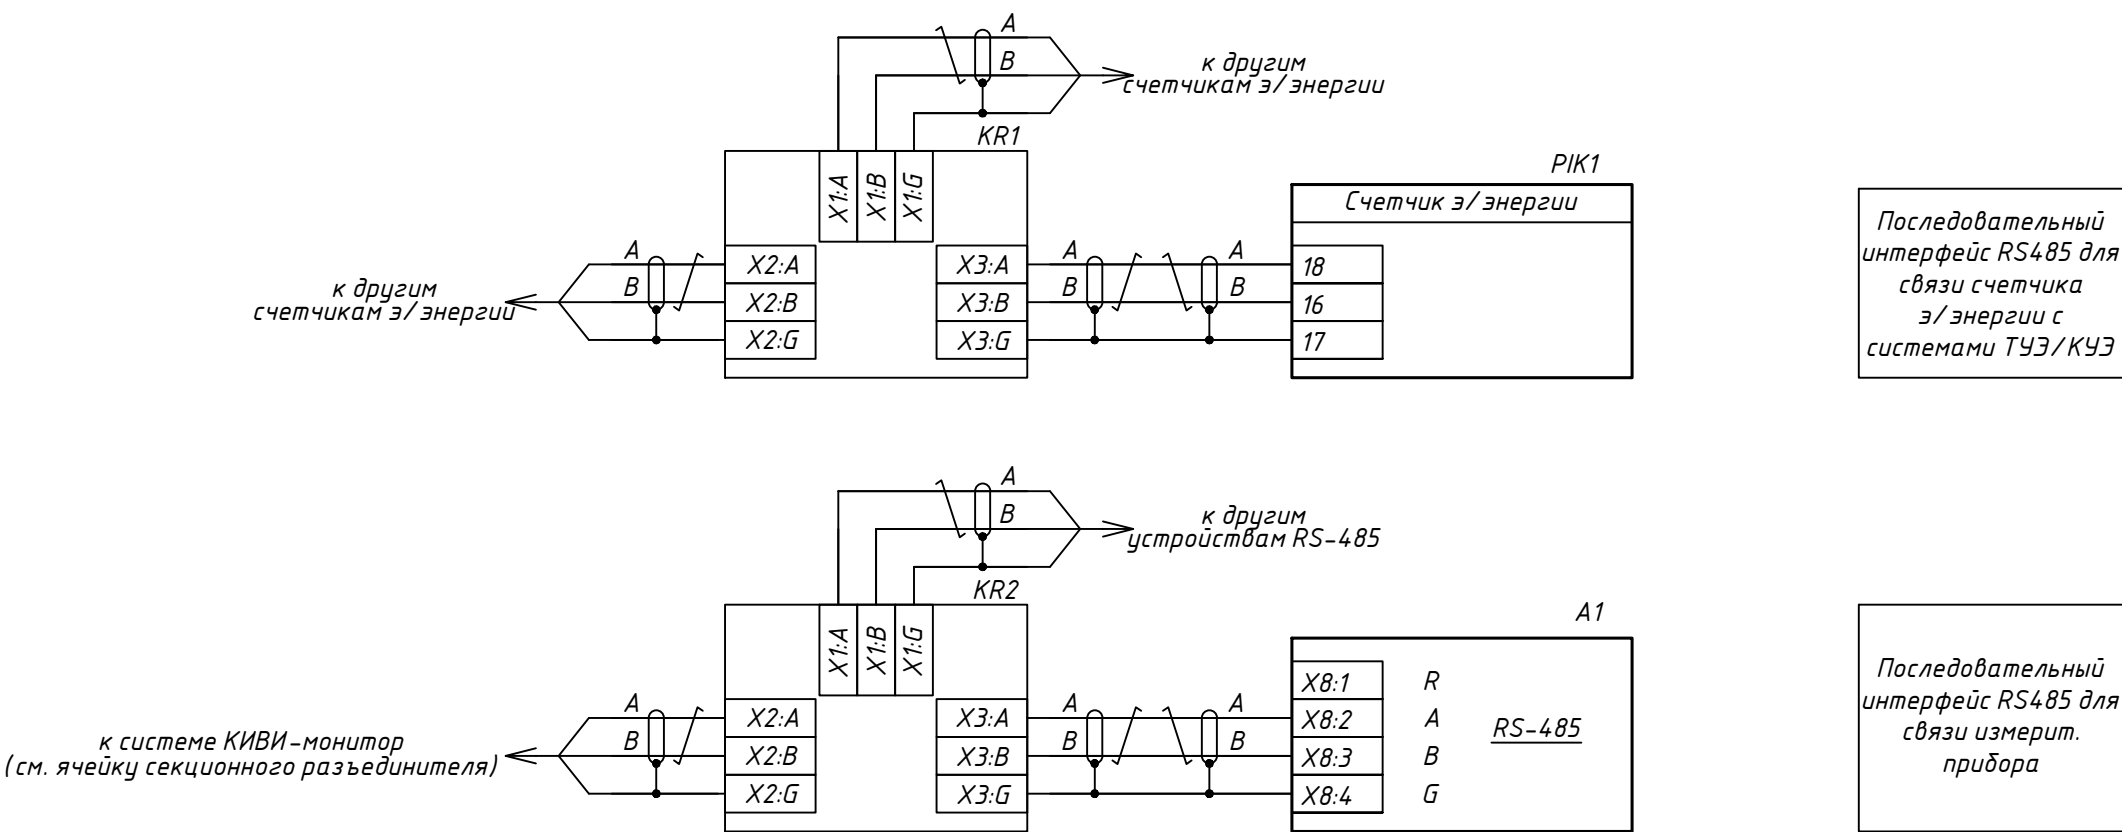 A
B
к другим
счетчикам э/энергии
KR1
X1:A
X1:B
X1:G
PIK1
Счетчик э/энергии
A
B
X2:A
X2:B
X2:G
к другим
счетчикам э/энергии
X3:A
X3:B
X3:G
A
B
A
B
18
16
17
Последовательный
интерфейс RS485 для
связи счетчика
э/энергии с
системами ТУЭ/КУЭ
A
B
к другим
устройствам RS-485
KR2
X1:A
X1:B
X1:G
A1
A
B
X2:A
X2:B
X2:G
к системе КИВИ-монитор
(см. ячейку секционного разъединителя)
X3:A
X3:B
X3:G
A
B
A
B
X8:1 R
X8:2 A
X8:3 B
X8:4 G
RS-485
Последовательный
интерфейс RS485 для
связи измерит.
прибора